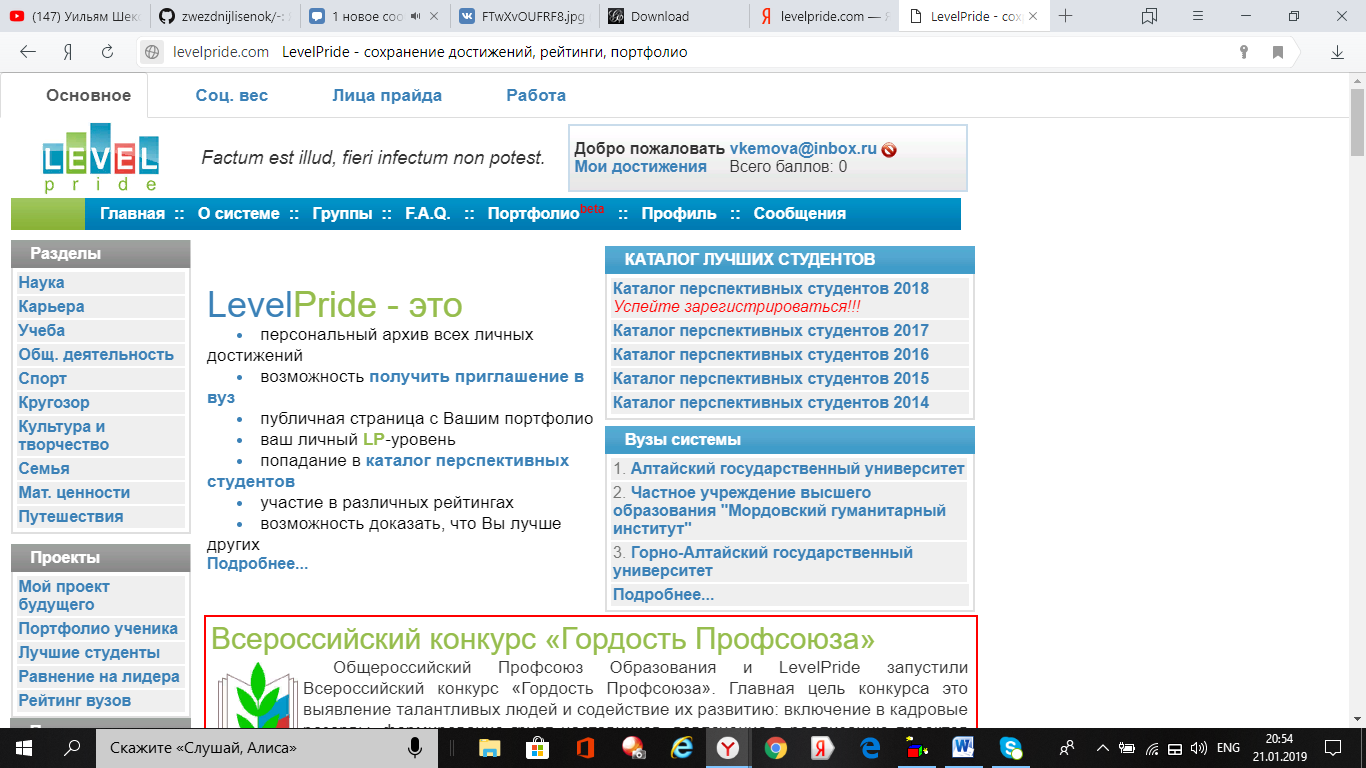 (147) Уильям Шекс
zwezdnijlisenok/-:
1 новое соо
FTwXvOUFRF8.jpg
Download
levelpride.com — Я
LevelPride - сох
levelpride.com LevelPride - сохранение достижений, рейтинги, портфолио
Основное Соц. вес Лица прайда Работа
LEVEL
pride
Factum est illud, fieri infectum non potest.
Добро пожаловать vkemova@inbox.ru
Мои достижения Всего баллов: 0
Главная :: О системе :: Группы :: F.A.Q. :: Портфолио beta :: Профиль :: Сообщения
Разделы
Наука
Карьера
Учеба
Общ. деятельность
Спорт
Кругозор
Культура и
творчество
Семья
Мат. ценности
Путешествия
Проекты
Мой проект
будущего
Портфолио ученика
Лучшие студенты
Равнение на лидера
Рейтинг вузов
LevelPride - это
персональный архив всех личных
достижений
возможность получить приглашение в
вуз
публичная страница с Вашим портфолио
ваш личный LP-уровень
попадание в каталог перспективных
студентов
участие в различных рейтингах
возможность доказать, что Вы лучше
других
Подробнее...
КАТАЛОГ ЛУЧШИХ СТУДЕНТОВ
Каталог перспективных студентов 2018
Успейте зарегистрироваться!!!
Каталог перспективных студентов 2017
Каталог перспективных студентов 2016
Каталог перспективных студентов 2015
Каталог перспективных студентов 2014
Вузы системы
1. Алтайский государственный университет
2. Частное учреждение высшего
образования "Мордовский гуманитарный
институт"
3. Горно-Алтайский государственный
университет
Подробнее...
Всероссийский конкурс «Гордость Профсоюза»
Общероссийский Профсоюз Образования и LevelPride запустили
Всероссийский конкурс «Гордость Профсоюза». Главная цель конкурса это
выявление талантливых людей и содействие их развитию: включение в кадровые
Скажите «Слушай, Алиса»
ENG
20:54
21.01.2019